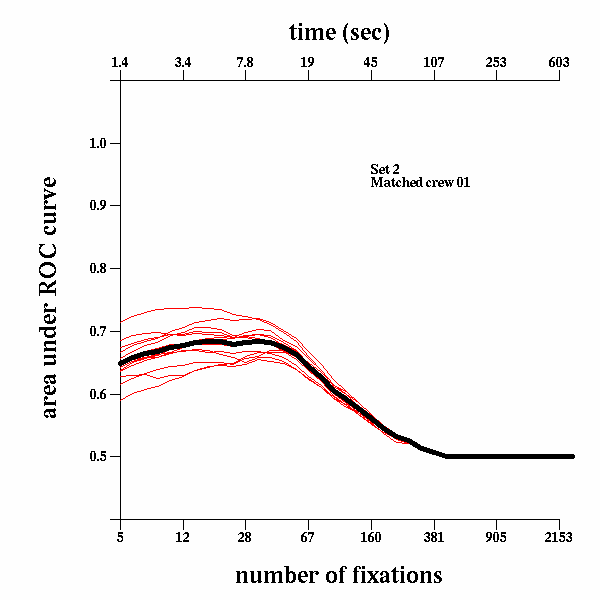 time (sec)
1.4 3.4 7.8 19 45 107 253 603
1.0
Set 2
Matched crew 01
0.9
0.8
0.7
0.6
0.5
area under ROC curve
5 12 28 67 160 381 905 2153
number of fixations